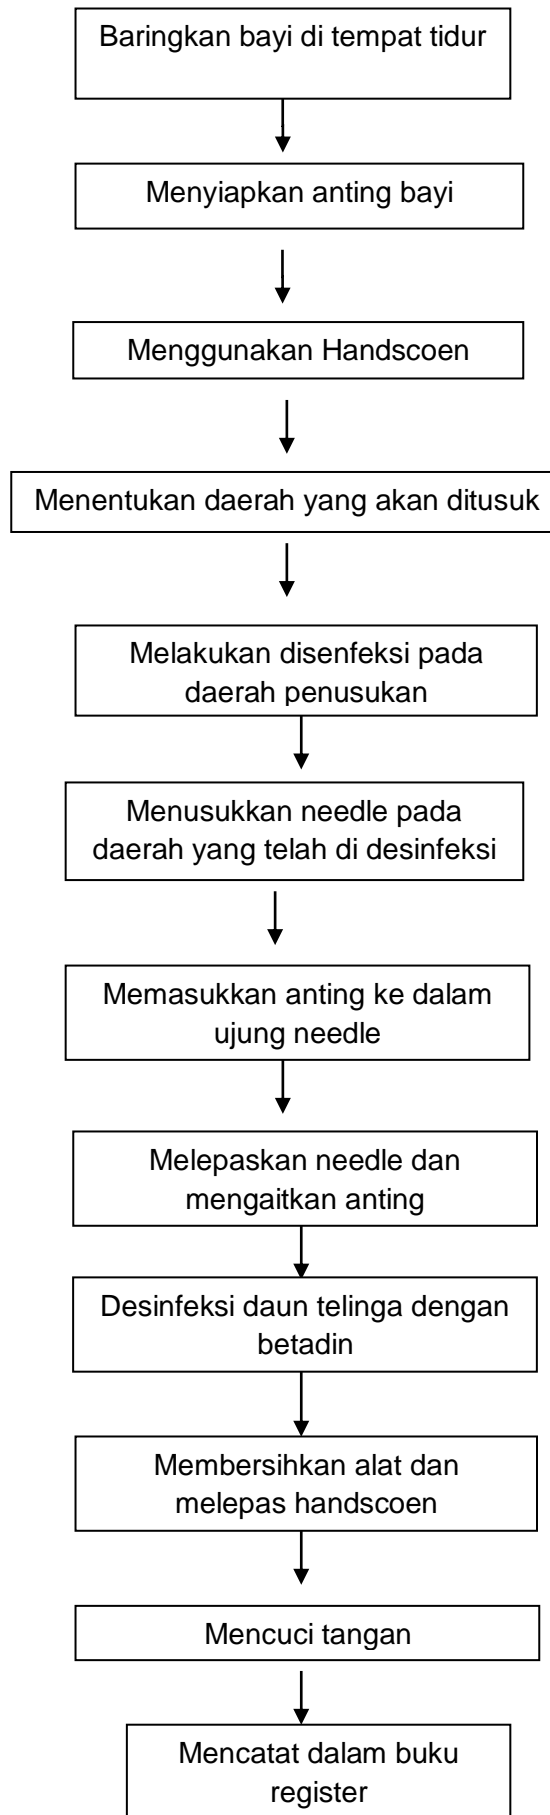 Baringkan bayi di tempat tidur
Menyiapkan anting bayi
Menggunakan Handscoen
Menentukan daerah yang akan ditusuk
Melakukan disenfeksi pada
daerah penusukan
Menusukkan needle pada
daerah yang telah di desinfeksi
Memasukkan anting ke dalam
ujung needle
Melepaskan needle dan
mengaitkan anting
Desinfeksi daun telinga dengan
betadin
Membersihkan alat dan
melepas handscoen
Mencuci tangan
Mencatat dalam buku
register